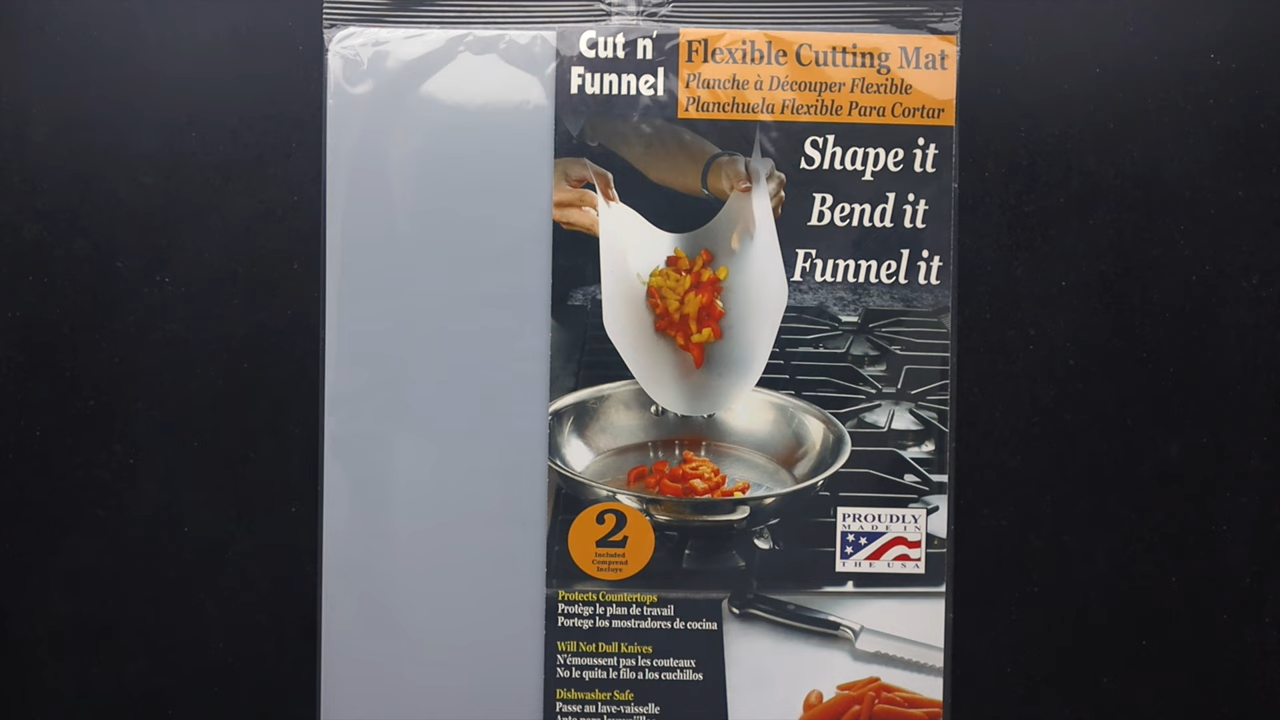 Cut n'
Funnel
Flexible Cutting Mat
Planche à Découper Flexible
Planchuela Flexible Para Cortar
Shape it
Bend it
Funnel it
2
Included
Comprend
Incluye
PROUDLY
MADE IN
THE USA
Protects Countertops
Protège le plan de travail
Portege los mostradores de cocina
Will Not Dull Knives
N'émoussent pas les couteaux
No le quita le filo a los cuchillos
Dishwasher Safe
Passe au lave-vaisselle